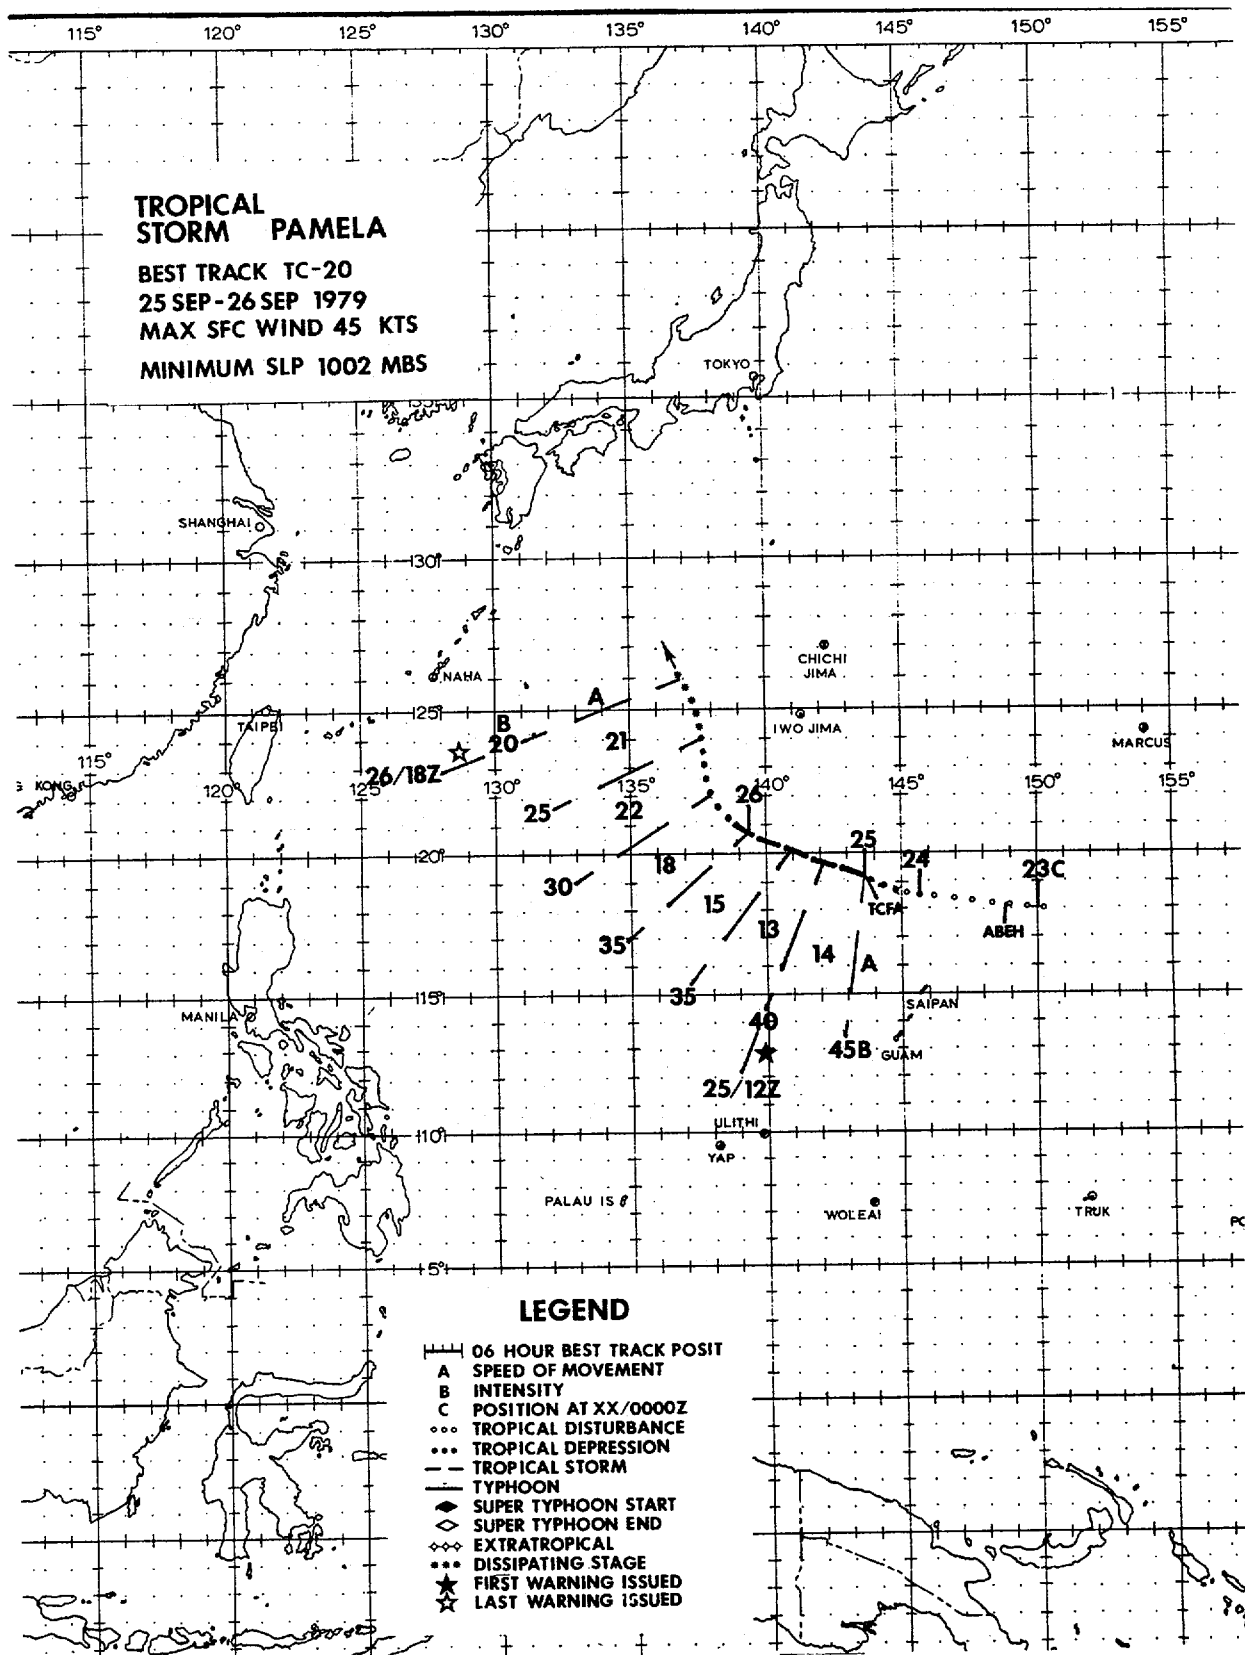 115° 120° 125° 130° 135° 140° 145° 150° 155°
TROPICAL
STORM PAMELA
BEST TRACK TC-20
25 SEP-26 SEP 1979
MAX SFC WIND 45 KTS
MINIMUM SLP 1002 MBS
TOKYO
SHANGHAI
30°
NAHA
CHICHI
JIMA
A
25°
B
TAIPEI
20
21
IWO JIMA
MARCUS
115°
26/18Z
KONG
120° 125° 135° 140° 145° 150° 155°
26
25
22
25
20°
18
24
23C
30
15
TCFA
13
ABEH
35
14
A
35
15°
SAIPAN
MANILA
40
45B
GUAM
25/12Z
ULITHI
10°
YAP
PALAU IS
WOLEAI
TRUK
5°
LEGEND
06 HOUR BEST TRACK POSIT
A SPEED OF MOVEMENT
B INTENSITY
C POSITION AT XX/0000Z
TROPICAL DISTURBANCE
TROPICAL DEPRESSION
TROPICAL STORM
TYPHOON
SUPER TYPHOON START
SUPER TYPHOON END
EXTRATROPICAL
DISSIPATING STAGE
FIRST WARNING ISSUED
LAST WARNING ISSUED